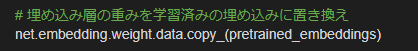 # 埋め込み層の重みを学習済みの埋め込みに置き換え
net.embedding.weight.data.copy_(pretrained_embeddings)